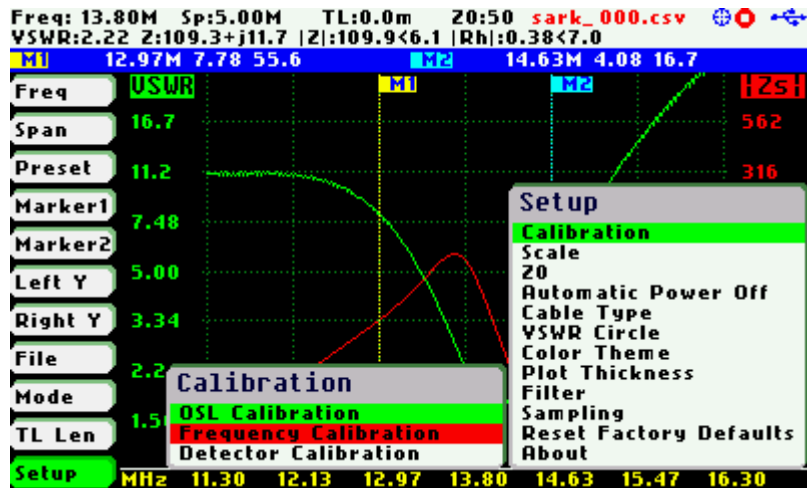 Freq: 13.80M Sp:5.00M TL:0.0m Z0:50 sark_000.csv
VSWR:2.22 Z:109.3+j11.7 |Z|:109.9<6.1 |Rh|:0.38<7.0
M1 12.97M 7.78 55.6 M2 14.63M 4.08 16.7
Freq
Span
Preset
Marker1
Marker2
Left Y
Right Y
File
Mode
TL Len
Setup
VSWR
M1
M2
|Zs|
16.7
562
11.2
316
7.48
5.00
3.34
2.2
1.5
Setup
Calibration
Scale
Z0
Automatic Power Off
Cable Type
VSWR Circle
Color Theme
Plot Thickness
Filter
Sampling
Reset Factory Defaults
About
Calibration
OSL Calibration
Frequency Calibration
Detector Calibration
MHz 11.30 12.13 12.97 13.80 14.63 15.47 16.30